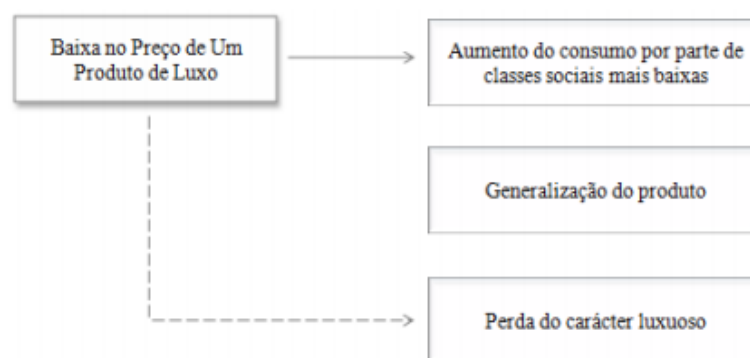 Baixa no Preço de Um
Produto de Luxo
Aumento do consumo por parte de
classes sociais mais baixas
Generalização do produto
Perda do carácter luxuoso